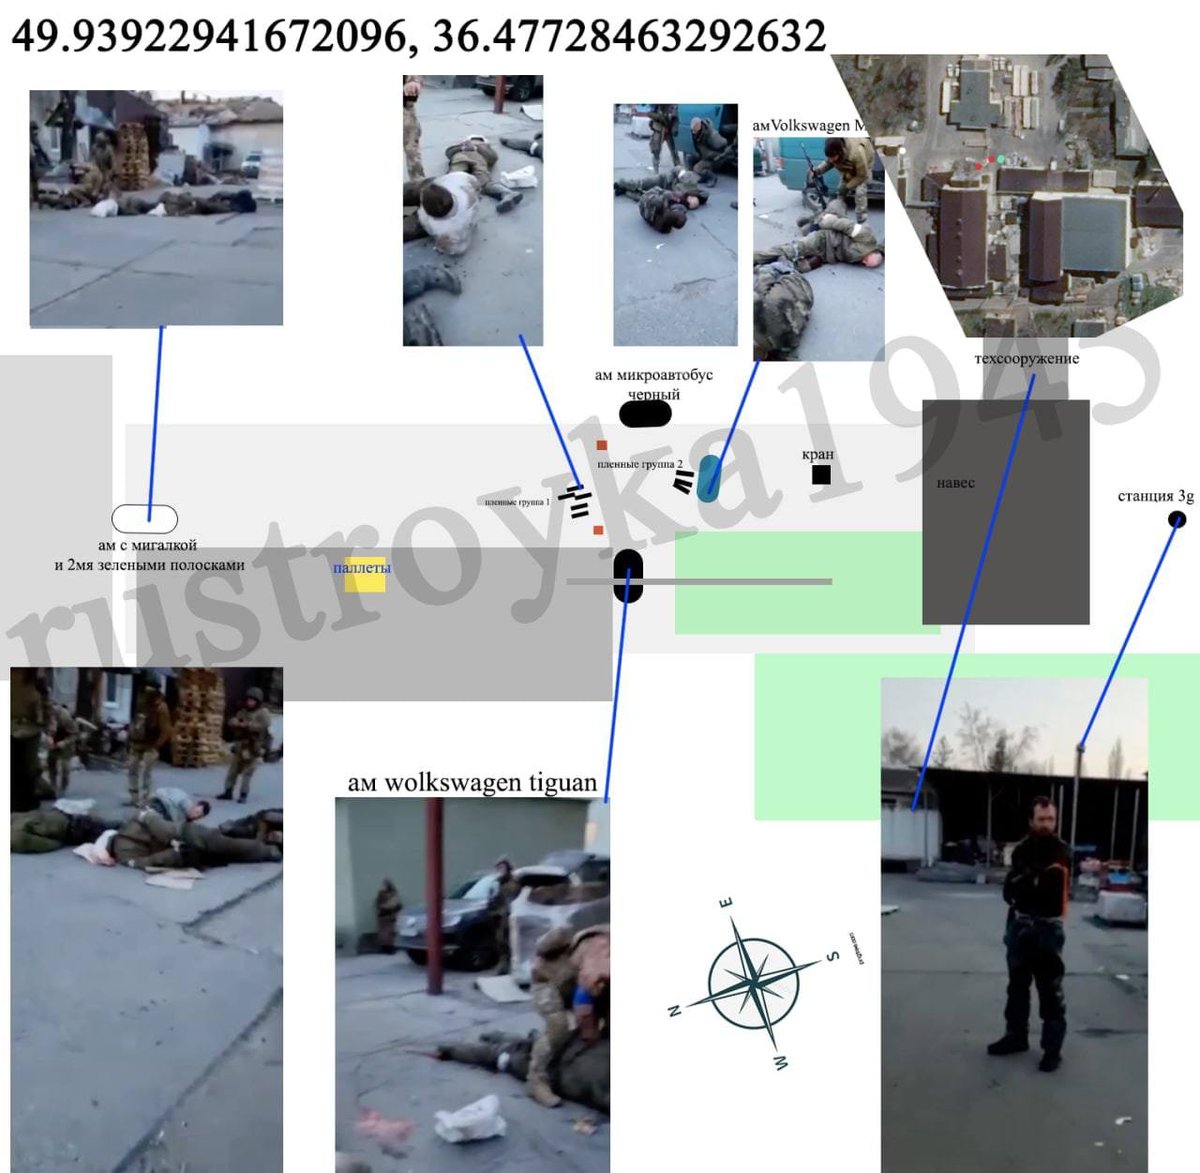 49.93922941672096, 36.47728463292632
амVolkswagen M
техсооружение
ам микроавтобус
черный
кран
пленные группа 2
навес
станция 3g
пленные группа 1
ам с мигалкой
и 2мя зелеными полосками
паллеты
rustroyka1945
ам wolkswagen tiguan
E
S
N
W